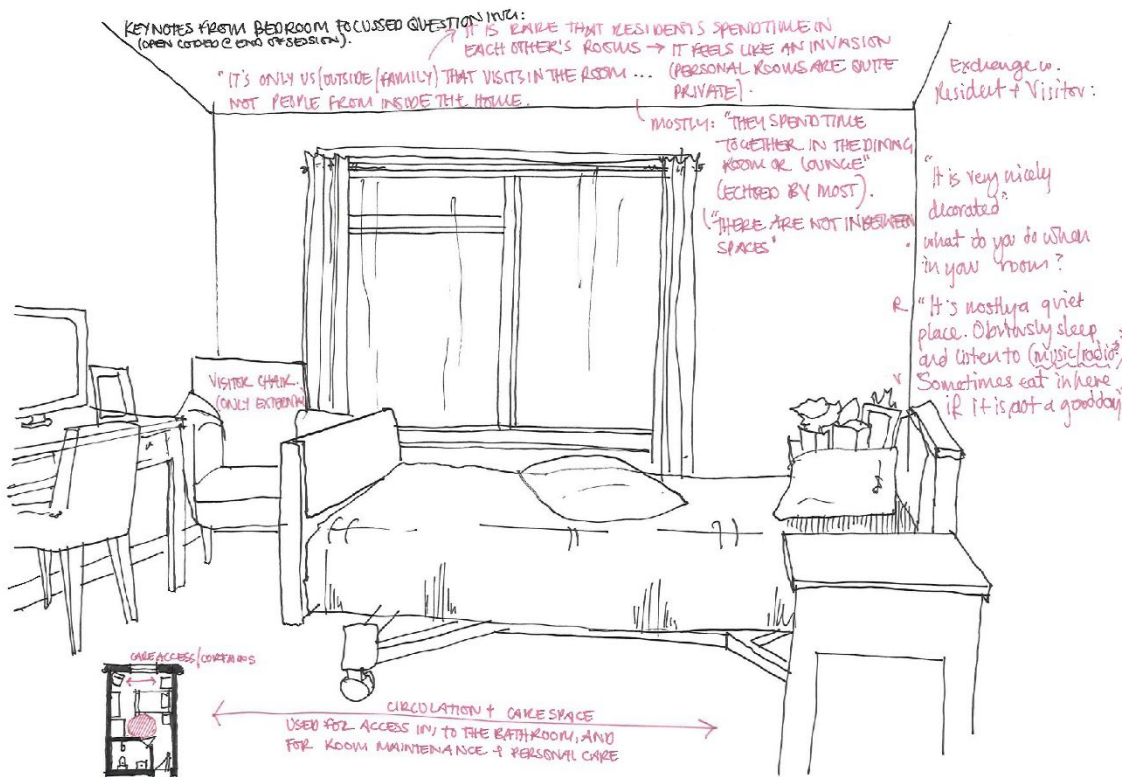 KEYNOTES FROM BEDROOM FOCUSSED QUESTIONING:
(OPEN CODED @ END OF SESSION).
IT IS RARE THAT RESIDENTS SPEND TIME IN
EACH OTHER'S ROOMS → IT FEELS LIKE AN INVASION
(PERSONAL ROOMS ARE QUITE
PRIVATE).
"IT'S ONLY US (OUTSIDE/FAMILY) THAT VISITS IN THE ROOM ...
NOT PEOPLE FROM INSIDE THE HOME.
MOSTLY: "THEY SPEND TIME
TOGETHER IN THE DINING
ROOM OR LOUNGE"
(ECHOED BY MOST).
"THERE ARE NOT INBETWEEN
SPACES"
Exchange w.
Resident + Visitor:
"It is very nicely
decorated"
what do you do when
in your room?
R "It's mostly a quiet
place. Obviously sleep
and listen to (music/radio?)
V Sometimes eat in here
if it is not a good day"
VISITOR CHAIR.
(ONLY EXTERNAL)
CARE ACCESS/CURTAINS
CIRCULATION + CARE SPACE
USED FOR ACCESS IN, TO THE BATHROOM, AND
FOR ROOM MAINTENANCE + PERSONAL CARE